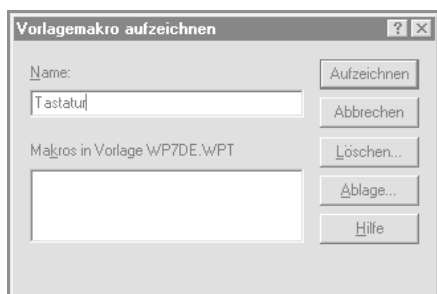 Vorlagemakro aufzeichnen
Name:
Tastatur
Makros in Vorlage WP7DE.WPT
Aufzeichnen
Abbrechen
Löschen...
Ablage...
Hilfe